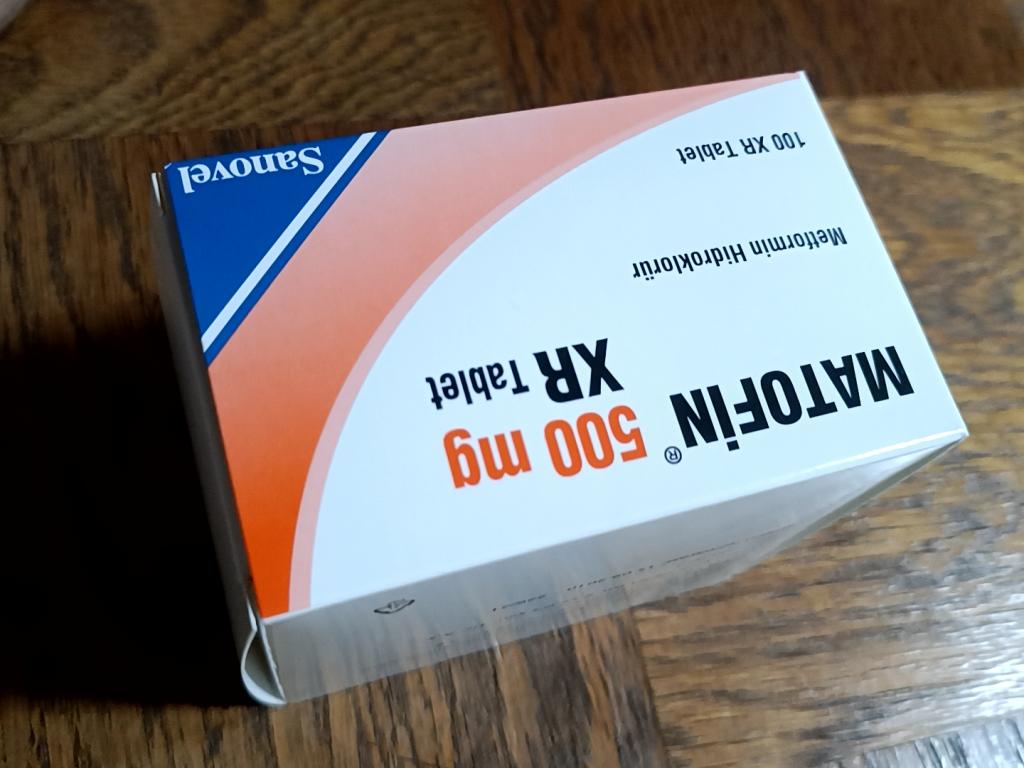 MATOFİN® 500 mg
XR Tablet
Metformin Hidroklorür
100 XR Tablet
Sanovel